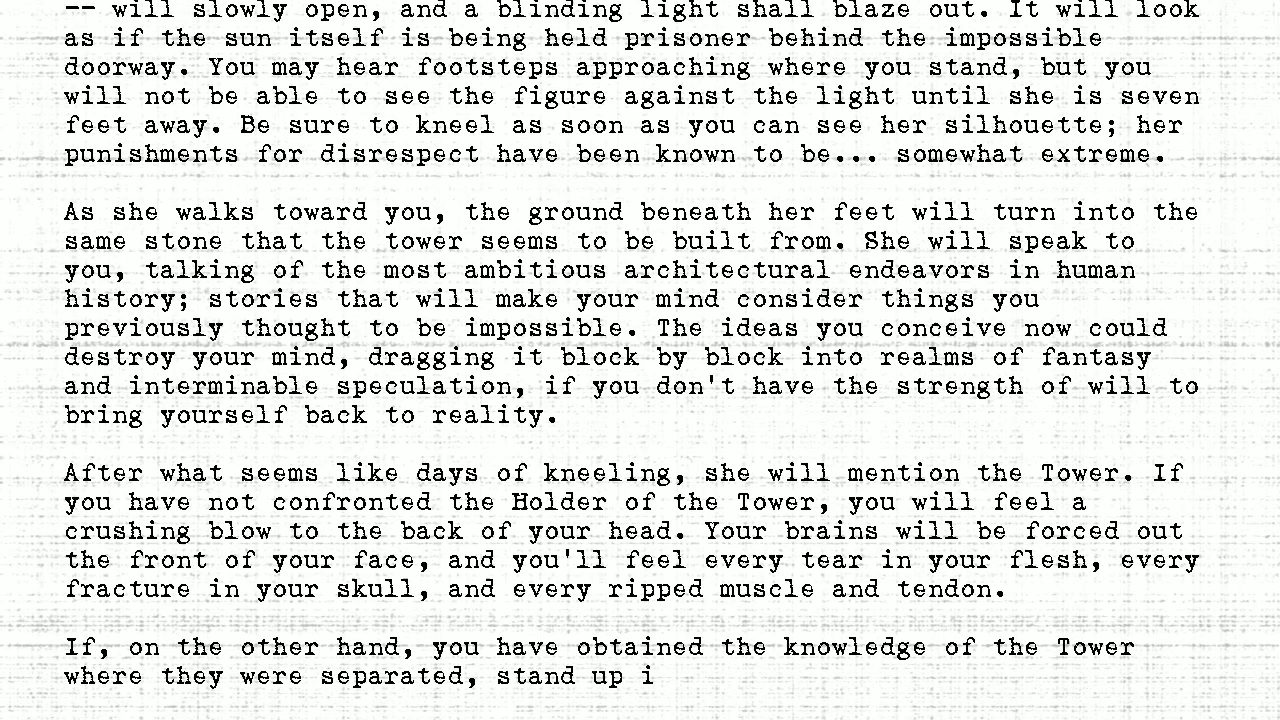 -- will slowly open, and a blinding light shall blaze out. It will look
as if the sun itself is being held prisoner behind the impossible
doorway. You may hear footsteps approaching where you stand, but you
will not be able to see the figure against the light until she is seven
feet away. Be sure to kneel as soon as you can see her silhouette; her
punishments for disrespect have been known to be... somewhat extreme.
As she walks toward you, the ground beneath her feet will turn into the
same stone that the tower seems to be built from. She will speak to
you, talking of the most ambitious architectural endeavors in human
history; stories that will make your mind consider things you
previously thought to be impossible. The ideas you conceive now could
destroy your mind, dragging it block by block into realms of fantasy
and interminable speculation, if you don't have the strength of will to
bring yourself back to reality.
After what seems like days of kneeling, she will mention the Tower. If
you have not confronted the Holder of the Tower, you will feel a
crushing blow to the back of your head. Your brains will be forced out
the front of your face, and you'll feel every tear in your flesh, every
fracture in your skull, and every ripped muscle and tendon.
If, on the other hand, you have obtained the knowledge of the Tower
where they were separated, stand up i